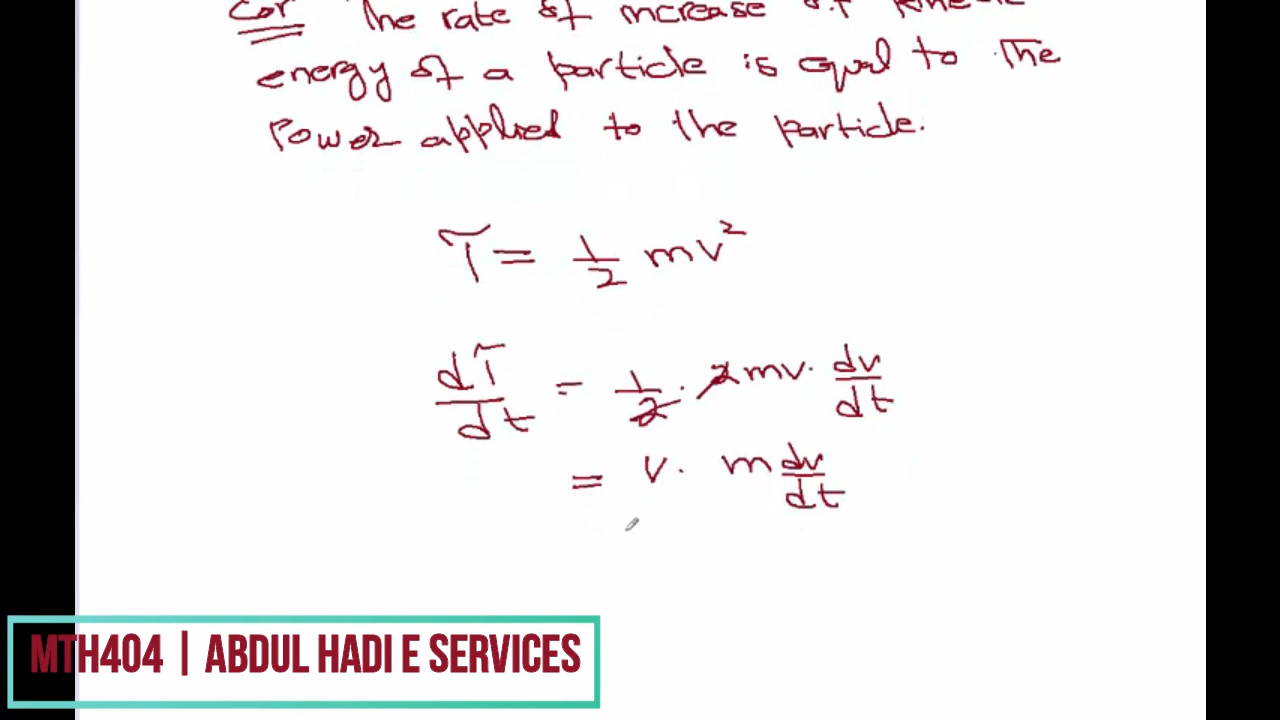 Cor The rate of increase of kinetic
energy of a particle is equal to the
Power applied to the particle.
T = 1/2 mv²
dT/dt = 1/2 . 2mv. dv/dt
= v. m dv/dt
MTH404 | ABDUL HADI E SERVICES